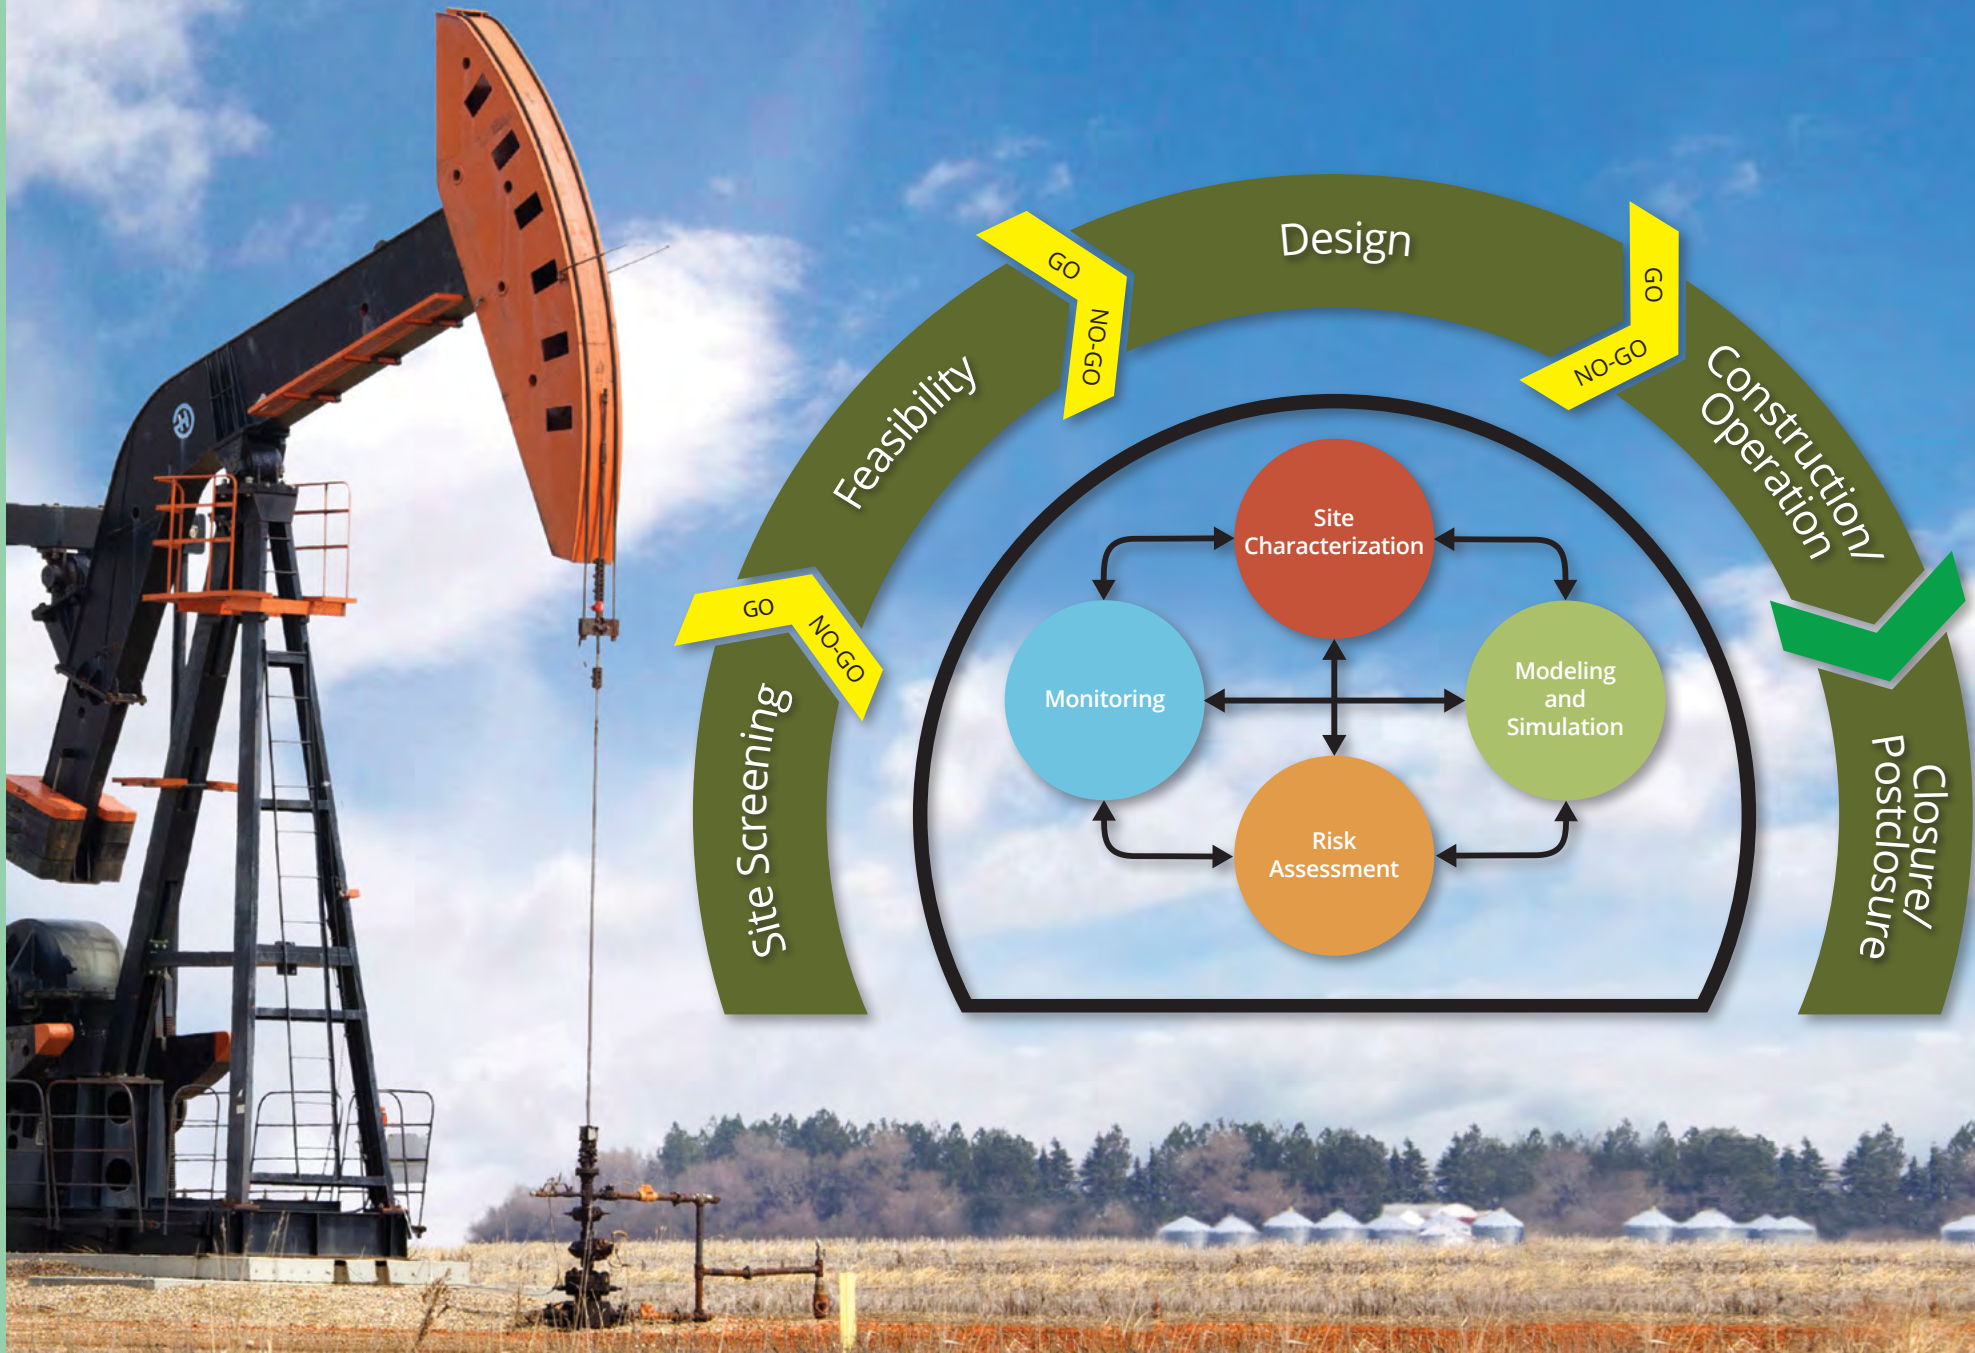 Site Screening
GO
NO-GO
Feasibility
GO
NO-GO
Design
GO
NO-GO
Construction/
Operation
Closure/
Postclosure
Site
Characterization
Monitoring
Modeling
and
Simulation
Risk
Assessment